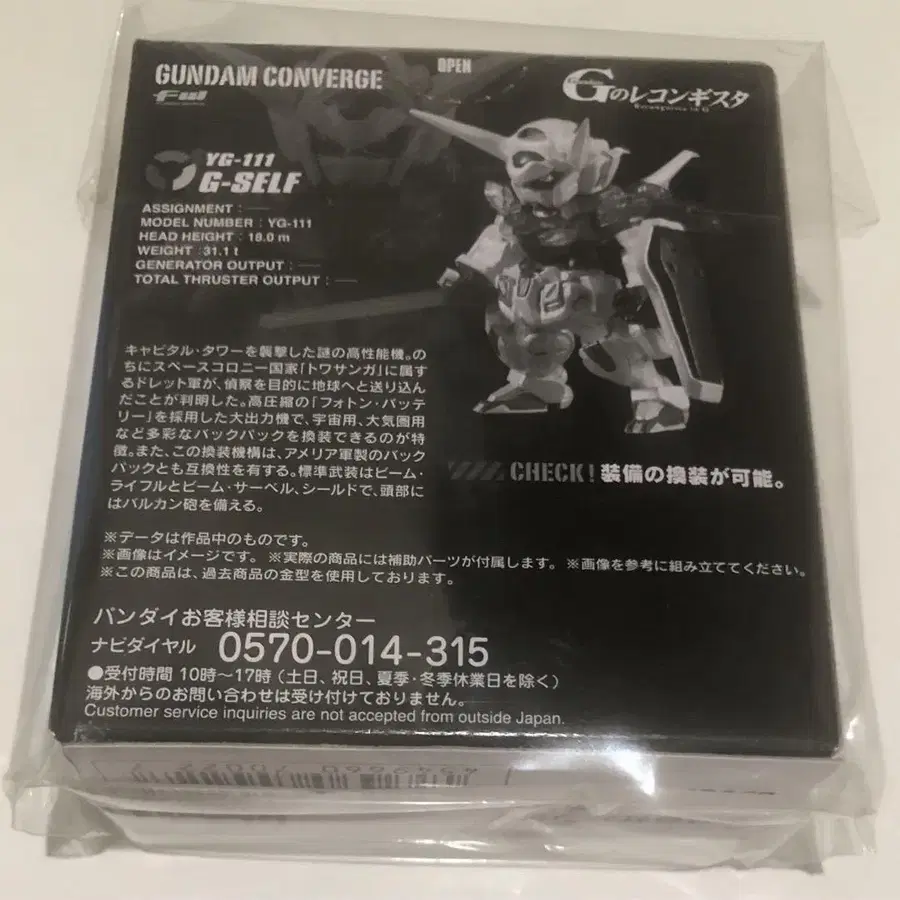 OPEN
GUNDAM CONVERGE
Gのレコンギスタ
YG-111
G-SELF
ASSIGNMENT : ―
MODEL NUMBER : YG-111
HEAD HEIGHT : 18.0 m
WEIGHT : 31.1 t
GENERATOR OUTPUT : ―
TOTAL THRUSTER OUTPUT : ―
キャピタル・タワーを襲撃した謎の高性能機。の
ちにスペースコロニー国家「トワサンガ」に属す
るドレット軍が、偵察を目的に地球へと送り込ん
だことが判明した。高圧縮の「フォトン・バッテ
リー」を採用した大出力機で、宇宙用、大気圏用
など多彩なバックパックを換装できるのが特
徴。また、この換装機構は、アメリア軍製のバック
パックとも互換性を有する。標準武装はビーム・
ライフルとビーム・サーベル、シールドで、頭部に
はバルカン砲を備える。
CHECK! 装備の換装が可能。
※データは作品中のものです。
※画像はイメージです。 ※実際の商品には補助パーツが付属します。 ※画像を参考に組み立ててください。
※この商品は、過去商品の金型を使用しております。
バンダイお客様相談センター
ナビダイヤル 0570-014-315
●受付時間 10時～17時 (土日、祝日、夏季・冬季休業日を除く)
海外からのお問い合わせは受け付けておりません。
Customer service inquiries are not accepted from outside Japan.